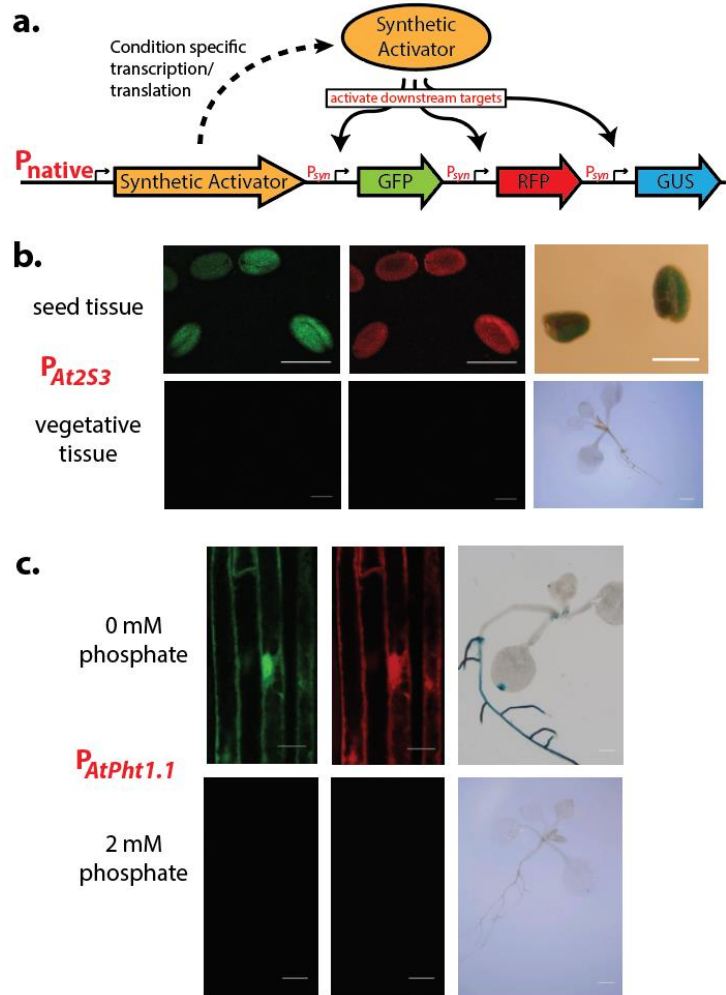 a.
Condition specific
transcription/
translation
Synthetic
Activator
activate downstream targets
Pnative
Synthetic Activator
Psyn
GFP
Psyn
RFP
Psyn
GUS
b.
seed tissue
PAt2S3
vegetative
tissue
c.
0 mM
phosphate
PAtPht1.1
2 mM
phosphate